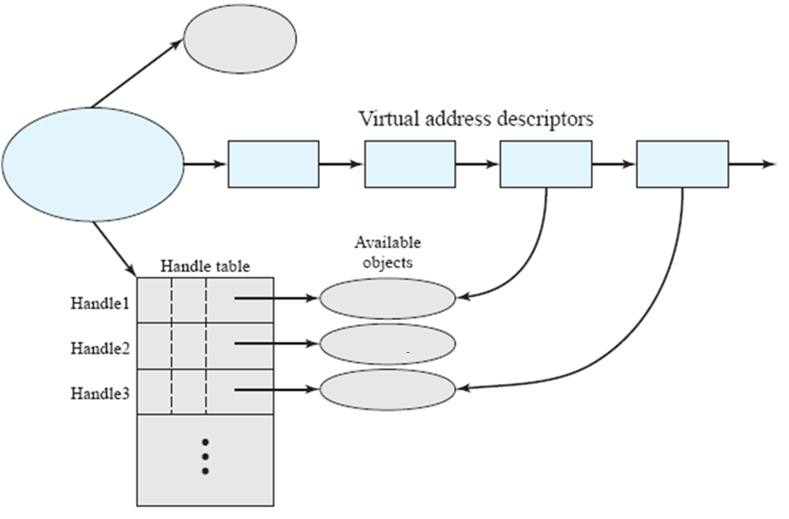 Virtual address descriptors
Available
objects
Handle table
Handle1
Handle2
Handle3